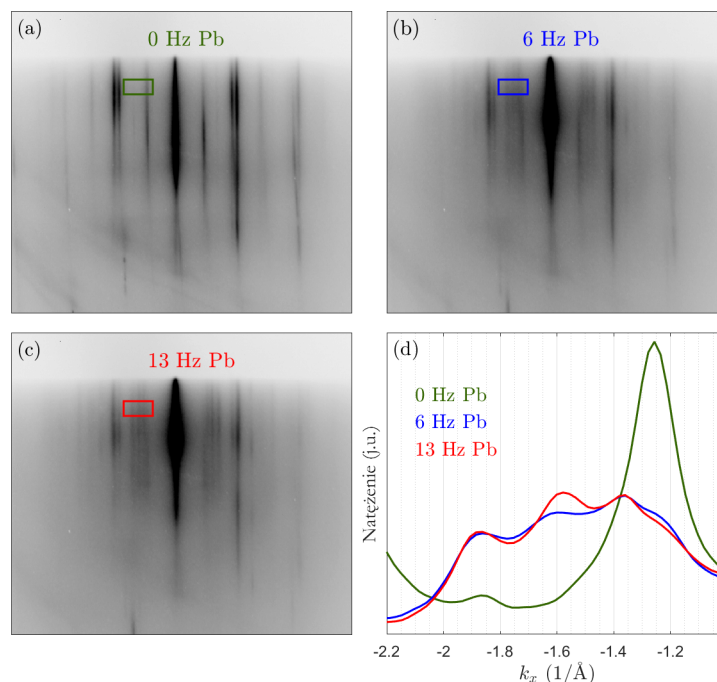 (a)
0 Hz Pb
(b)
6 Hz Pb
(c)
13 Hz Pb
(d)
0 Hz Pb
6 Hz Pb
13 Hz Pb
Natężenie (j.u.)
-2.2 -2 -1.8 -1.6 -1.4 -1.2
kₓ (1/Å)